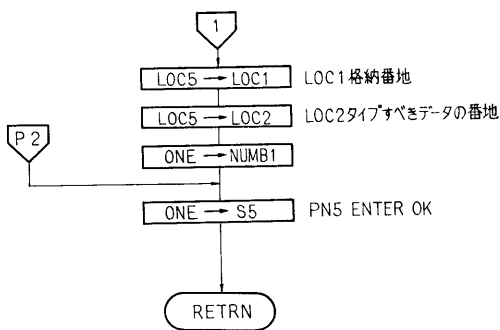 1
LOC5 → LOC1 LOC1格納番地
LOC5 → LOC2 LOC2タイプすべきデータの番地
P2
ONE → NUMB1
ONE → S5 PN5 ENTER OK
RETRN